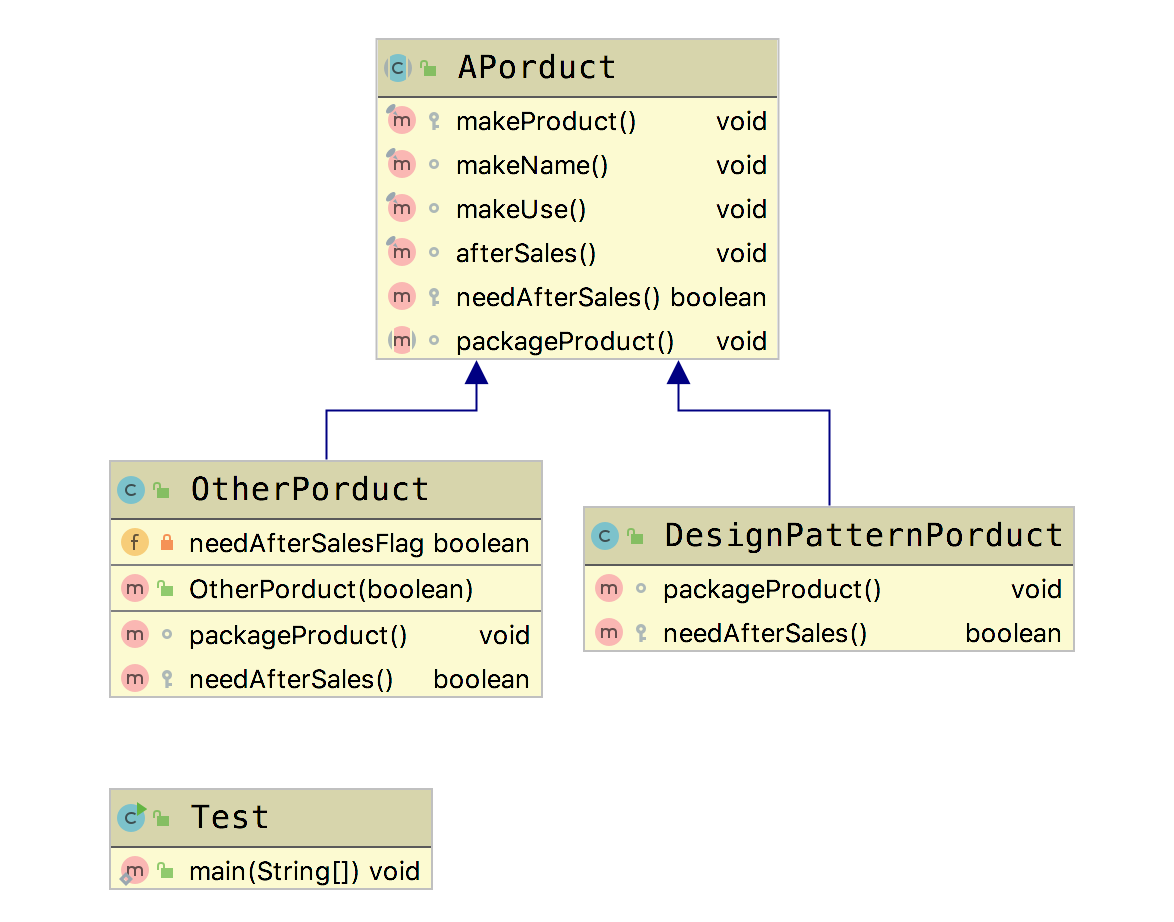 APorduct
makeProduct() void
makeName() void
makeUse() void
afterSales() void
needAfterSales() boolean
packageProduct() void
OtherPorduct
needAfterSalesFlag boolean
OtherPorduct(boolean)
packageProduct() void
needAfterSales() boolean
DesignPatternPorduct
packageProduct() void
needAfterSales() boolean
Test
main(String[]) void